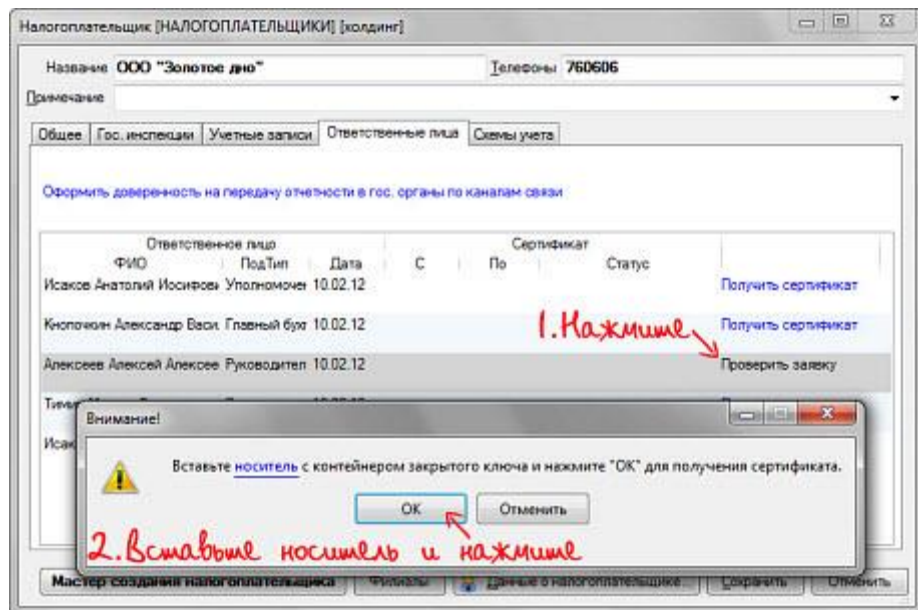 Налогоплательщик [НАЛОГОПЛАТЕЛЬЩИКИ] [холдинг]
Название ООО "Золотое дно" Телефоны 760606
Примечание
Общее Гос. инспекции Учетные записи Ответственные лица Схемы учета
Оформить доверенность на передачу отчетности в гос. органы по каналам связи
Ответственное лицо Сертификат
ФИО ПодТип Дата С По Статус
Исаков Анатолий Иосифови Уполномочен 10.02.12 Получить сертификат
Кнопочкин Александр Васи. Главный бухг 10.02.12 Получить сертификат
1. Нажмите
Алексеев Алексей Алексее Руководител 10.02.12 Проверить заявку
Внимание!
Исак
Вставьте носитель с контейнером закрытого ключа и нажмите "ОК" для получения сертификата.
ОК Отменить
2. Вставьте носитель и нажмите
Мастер создания налогоплательщика Филиалы Данные о налогоплательщике... Сохранить Отменить